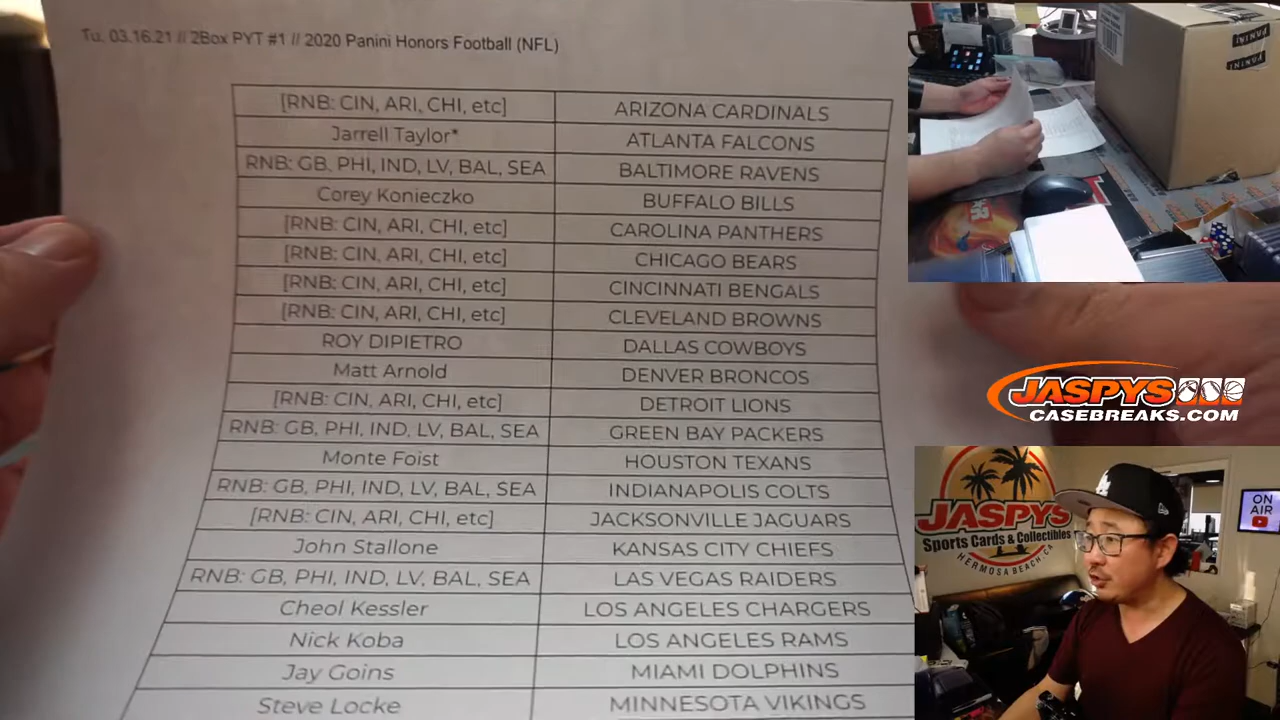 Tu. 03.16.21 // 2Box PYT #1 // 2020 Panini Honors Football (NFL)
[RNB: CIN, ARI, CHI, etc] ARIZONA CARDINALS
Jarrell Taylor* ATLANTA FALCONS
RNB: GB, PHI, IND, LV, BAL, SEA BALTIMORE RAVENS
Corey Konieczko BUFFALO BILLS
[RNB: CIN, ARI, CHI, etc] CAROLINA PANTHERS
[RNB: CIN, ARI, CHI, etc] CHICAGO BEARS
[RNB: CIN, ARI, CHI, etc] CINCINNATI BENGALS
[RNB: CIN, ARI, CHI, etc] CLEVELAND BROWNS
ROY DIPIETRO DALLAS COWBOYS
Matt Arnold DENVER BRONCOS
[RNB: CIN, ARI, CHI, etc] DETROIT LIONS
RNB: GB, PHI, IND, LV, BAL, SEA GREEN BAY PACKERS
Monte Foist HOUSTON TEXANS
RNB: GB, PHI, IND, LV, BAL, SEA INDIANAPOLIS COLTS
[RNB: CIN, ARI, CHI, etc] JACKSONVILLE JAGUARS
John Stallone KANSAS CITY CHIEFS
RNB: GB, PHI, IND, LV, BAL, SEA LAS VEGAS RAIDERS
Cheol Kessler LOS ANGELES CHARGERS
Nick Koba LOS ANGELES RAMS
Jay Goins MIAMI DOLPHINS
Steve Locke MINNESOTA VIKINGS
PANINI
PANINI
JASPYS
CASEBREAKS.COM
JASPYS
Sports Cards & Collectibles
HERMOSA BEACH, CA
LA
ON
AIR